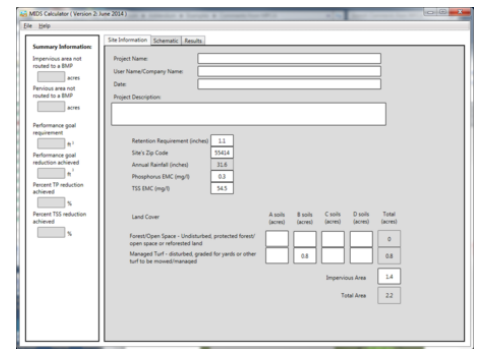 MIDS Calculator ( Version 2: June 2014 )
File Help
Site Information Schematic Results
Summary Information:
Impervious area not
routed to a BMP
acres
Pervious area not
routed to a BMP
acres
Performance goal
requirement
ft ³
Performance goal
reduction achieved
ft ³
Percent TP reduction
achieved
%
Percent TSS reduction
achieved
%
Project Name:
User Name/Company Name:
Date:
Project Description:
Retention Requirement (inches) 1.1
Site's Zip Code 55414
Annual Rainfall (inches) 31.6
Phosphorus EMC (mg/l) 0.3
TSS EMC (mg/l) 54.5
Land Cover
A soils (acres) B soils (acres) C soils (acres) D soils (acres) Total (acres)
Forest/Open Space - Undisturbed, protected forest/
open space or reforested land 0
Managed Turf - disturbed, graded for yards or other
turf to be mowed/managed 0.8 0.8
Impervious Area 1.4
Total Area 2.2